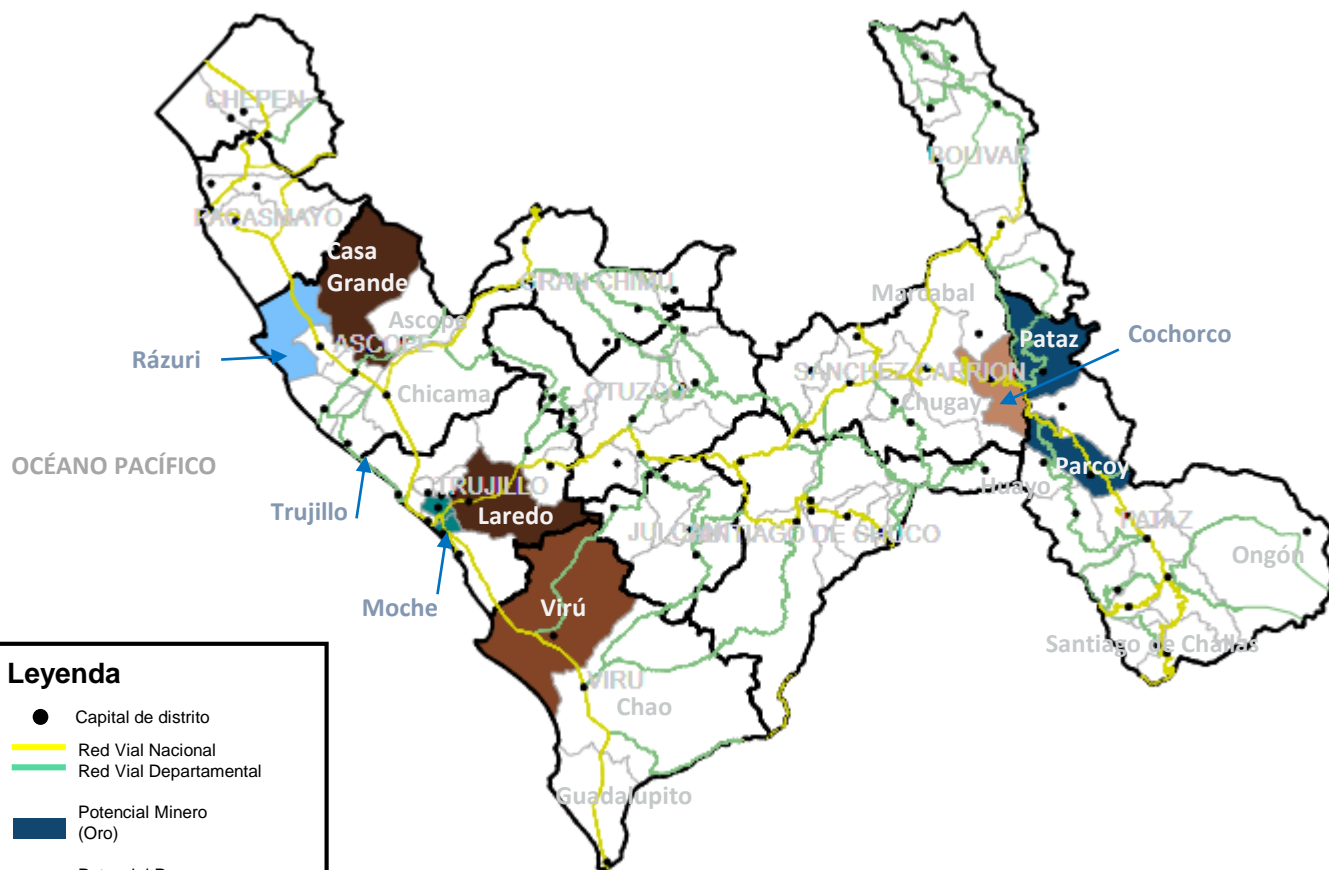 CHEPEN
BOLIVAR
PACASMAYO
Casa
Grande
GRAN CHIMU
Marcabal
Ascope
Cochorco
Pataz
Rázuri
ASCOPE
SANCHEZ CARRION
Chicama
OTUZCO
Chugay
OCÉANO PACÍFICO
Parcoy
Huayo
TRUJILLO
Trujillo
Laredo
JULCAN
SANTIAGO DE CHUCO
PATAZ
Ongón
Moche
Virú
Santiago de Challas
VIRU
Chao
Guadalupito
Leyenda
Capital de distrito
Red Vial Nacional
Red Vial Departamental
Potencial Minero
(Oro)